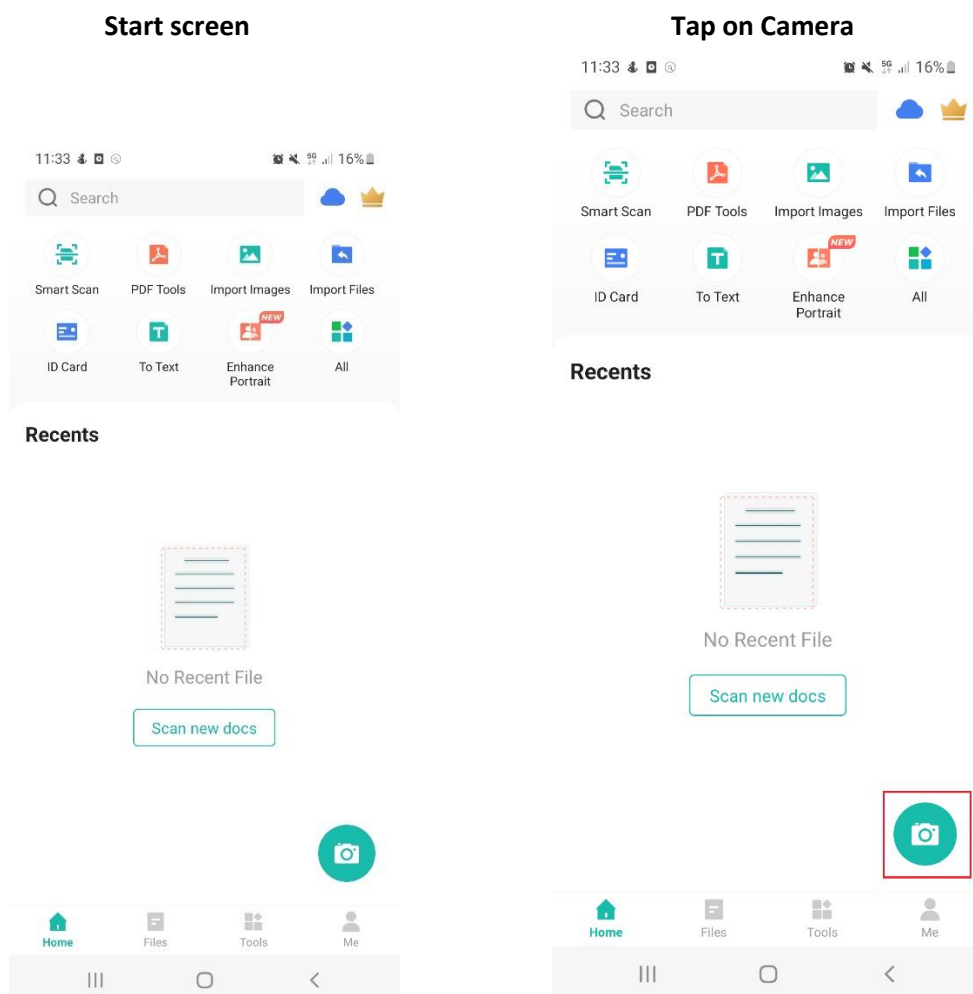 Start screen
11:33 5G 16%
Search
Smart Scan PDF Tools Import Images Import Files
NEW
ID Card To Text Enhance Portrait All
Recents
No Recent File
Scan new docs
Home Files Tools Me
Tap on Camera
11:33 5G 16%
Search
Smart Scan PDF Tools Import Images Import Files
NEW
ID Card To Text Enhance Portrait All
Recents
No Recent File
Scan new docs
Home Files Tools Me